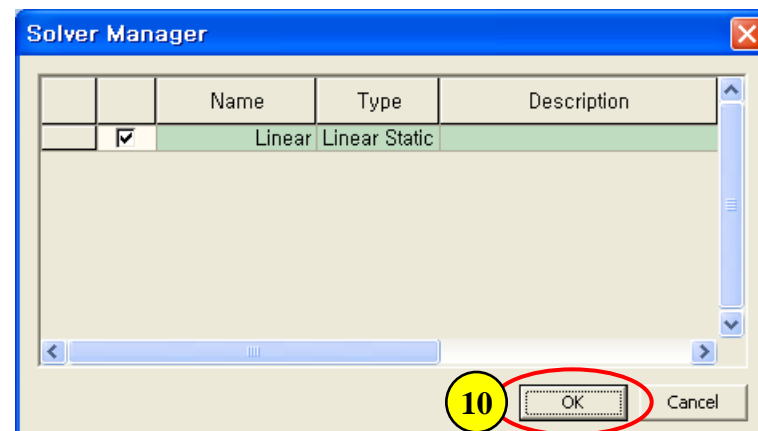 Solver Manager
Name Type Description
Linear Linear Static
10 OK Cancel